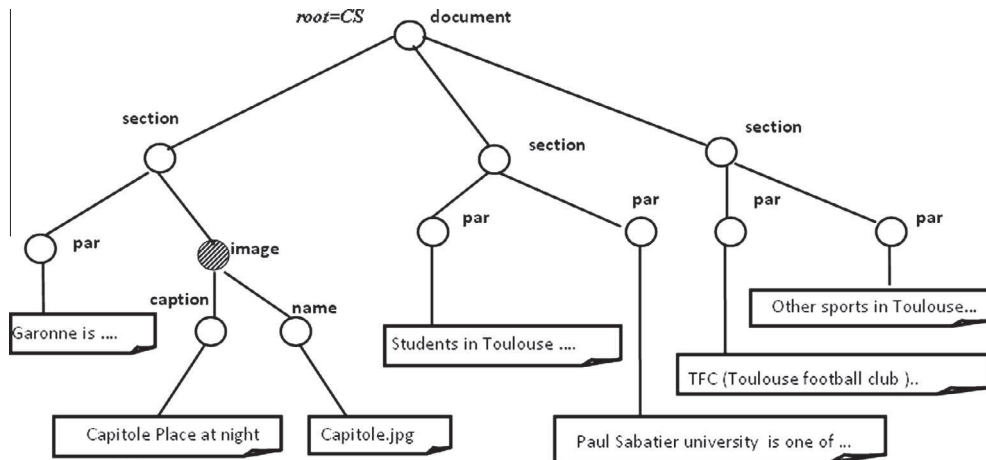 root=CS
document
section
section
section
par
image
par
par
par
par
caption
name
Garonne is ....
Students in Toulouse ....
Other sports in Toulouse...
TFC (Toulouse football club )..
Capitole Place at night
Capitole.jpg
Paul Sabatier university is one of ...